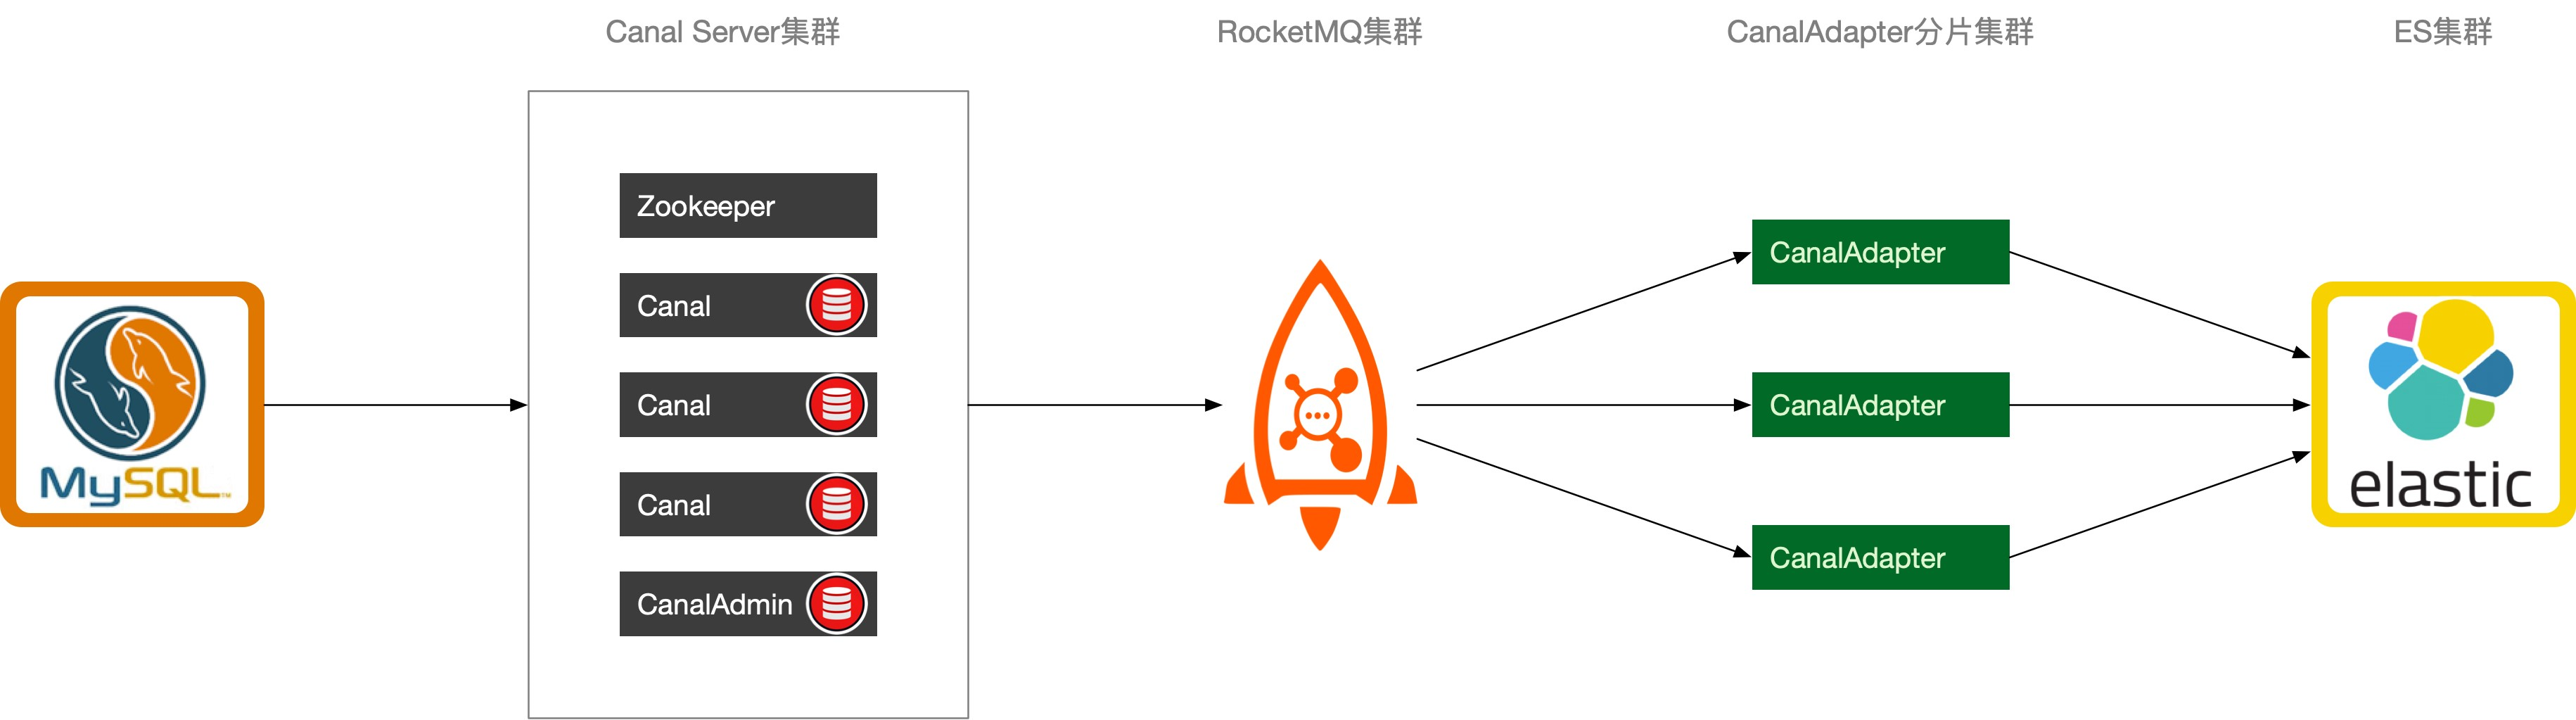 Canal Server集群
RocketMQ集群
CanalAdapter分片集群
ES集群
Zookeeper
Canal
Canal
Canal
CanalAdmin
MySQL™
CanalAdapter
CanalAdapter
CanalAdapter
elastic